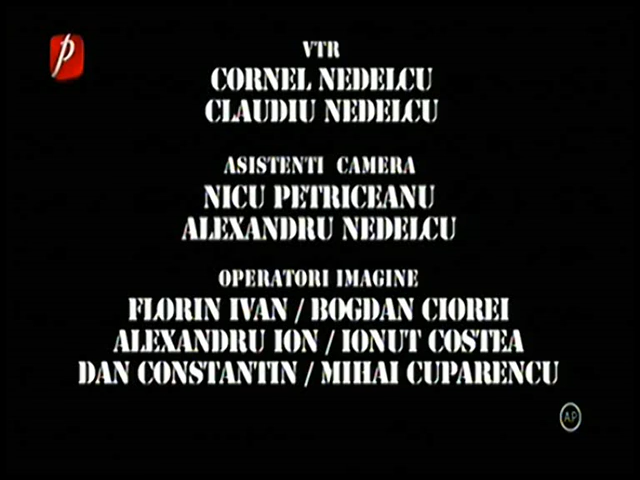 p
VTR
CORNEL NEDELCU
CLAUDIU NEDELCU
ASISTENTI CAMERA
NICU PETRICEANU
ALEXANDRU NEDELCU
OPERATORI IMAGINE
FLORIN IVAN / BOGDAN CIOREI
ALEXANDRU ION / IONUT COSTEA
DAN CONSTANTIN / MIHAI CUPARENCU
AP